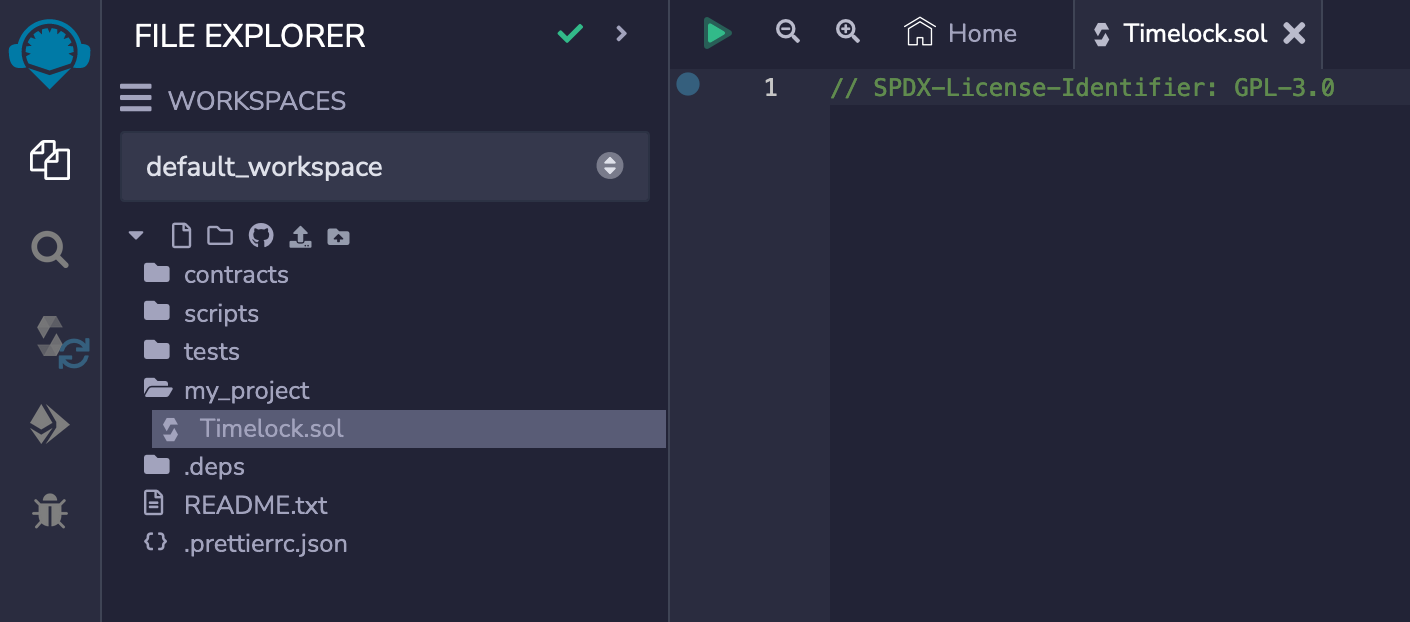 FILE EXPLORER
WORKSPACES
default_workspace
contracts
scripts
tests
my_project
Timelock.sol
.deps
README.txt
.prettierrc.json
Home
Timelock.sol
1
// SPDX-License-Identifier: GPL-3.0